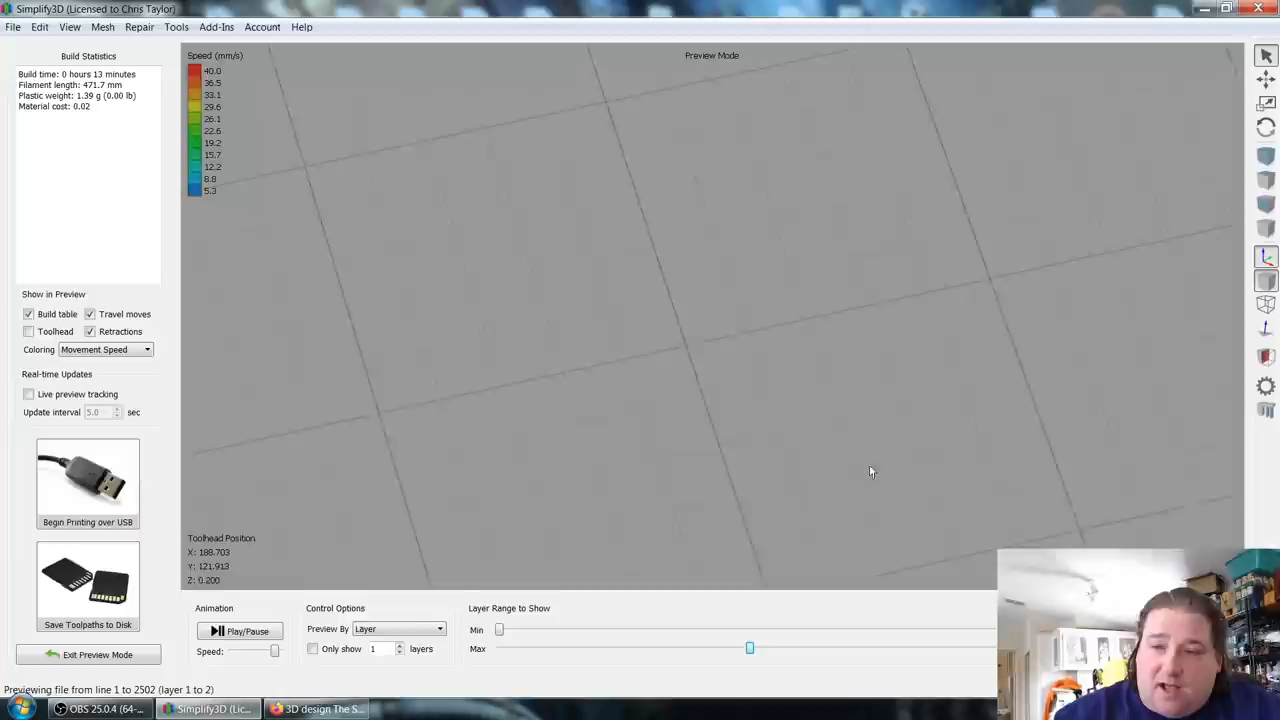 Simplify3D (Licensed to Chris Taylor)
File Edit View Mesh Repair Tools Add-Ins Account Help
Build Statistics
Build time: 0 hours 13 minutes
Filament length: 471.7 mm
Plastic weight: 1.39 g (0.00 lb)
Material cost: 0.02
Show in Preview
Build table Travel moves
Toolhead Retractions
Coloring Movement Speed
Real-time Updates
Live preview tracking
Update interval 5.0 sec
Begin Printing over USB
Save Toolpaths to Disk
Exit Preview Mode
Speed (mm/s)
40.0
36.5
33.1
29.6
26.1
22.6
19.2
15.7
12.2
8.8
5.3
Preview Mode
Toolhead Position
X: 188.703
Y: 121.913
Z: 0.200
Animation
Play/Pause
Speed:
Control Options
Preview By Layer
Only show 1 layers
Layer Range to Show
Min
Max
Previewing file from line 1 to 2502 (layer 1 to 2)
OBS 25.0.4 (64-...
Simplify3D (Lic...
3D design The S...